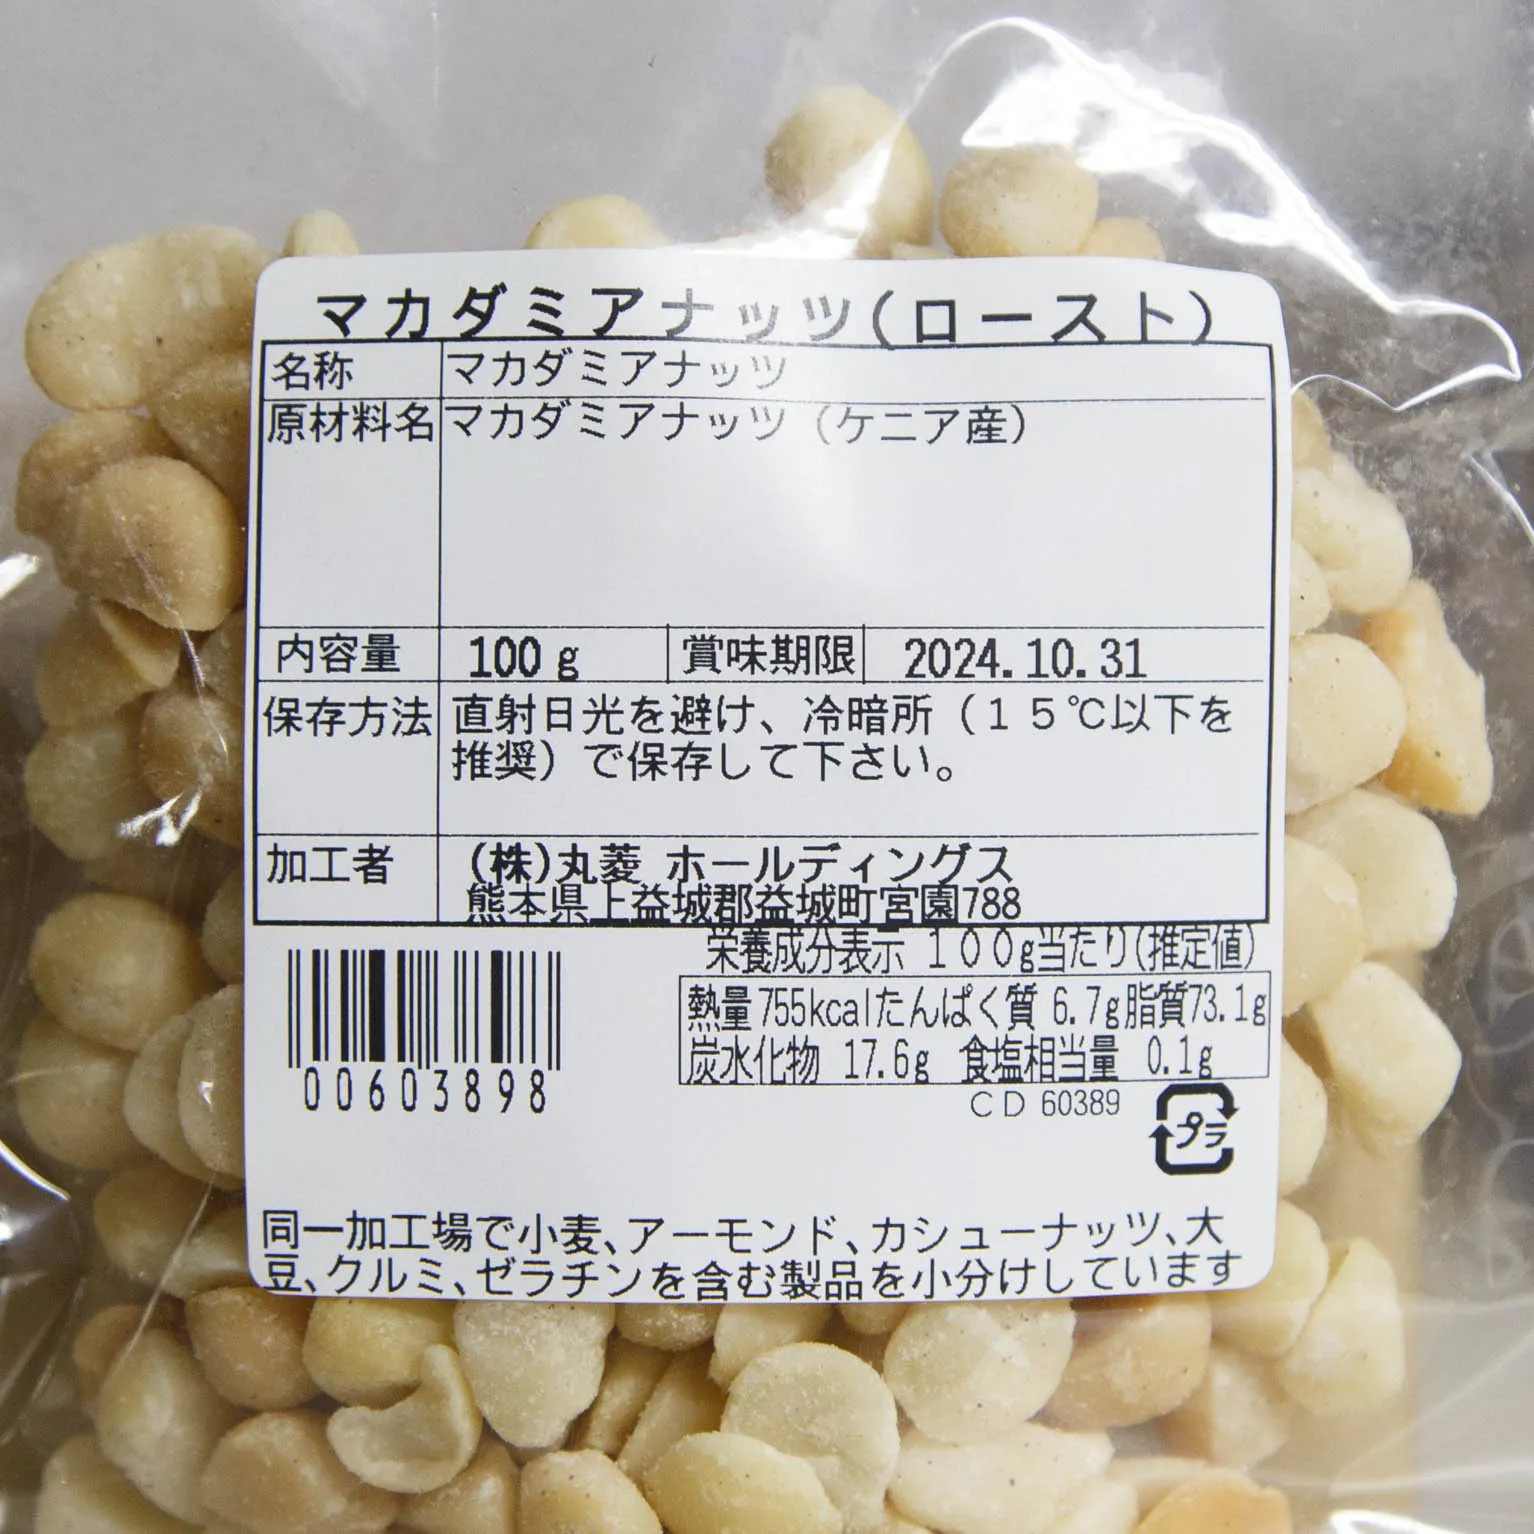 マカダミアナッツ(ロースト)
名称 マカダミアナッツ
原材料名 マカダミアナッツ（ケニア産）
内容量 100g 賞味期限 2024.10.31
保存方法 直射日光を避け、冷暗所（１５℃以下を
推奨）で保存して下さい。
加工者 (株)丸菱 ホールディングス
熊本県上益城郡益城町宮園788
栄養成分表示 １００g当たり(推定値)
熱量755kcalたんぱく質 6.7g脂質73.1g
炭水化物 17.6g 食塩相当量 0.1g
00603898
ＣＤ 60389
プラ
同一加工場で小麦､アーモンド､カシューナッツ､大
豆､クルミ､ゼラチンを含む製品を小分けしています